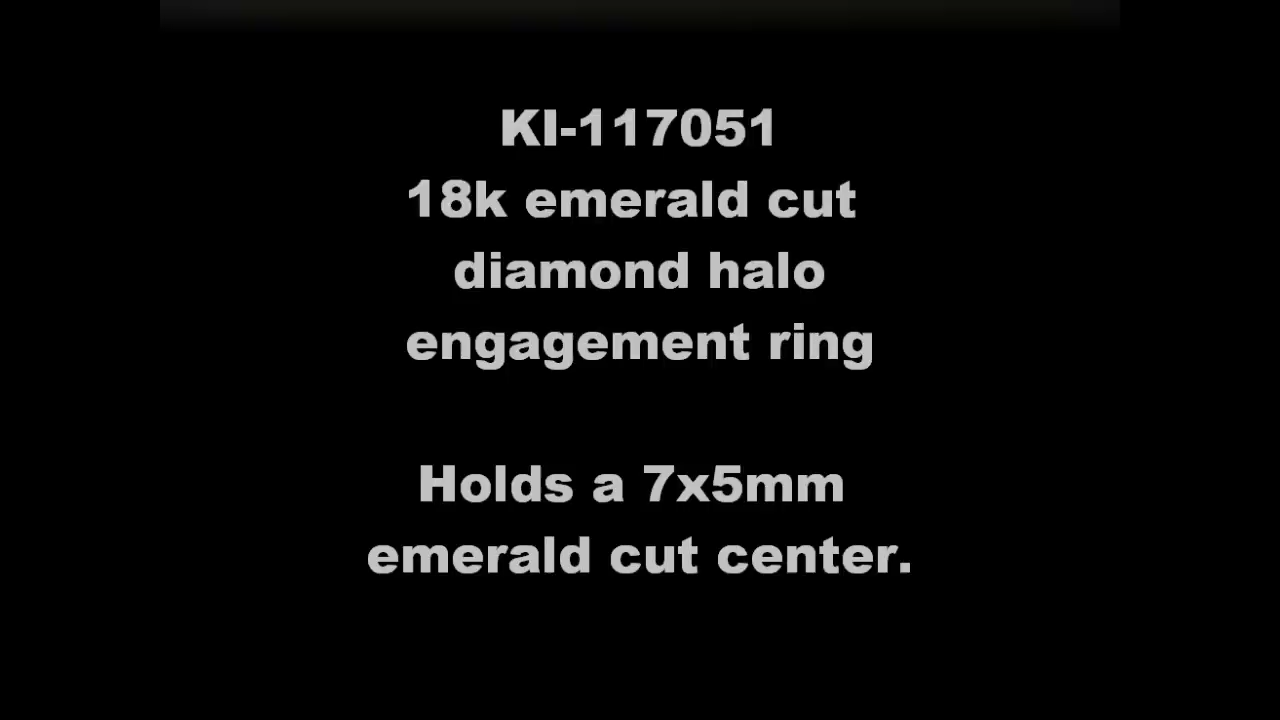 KI-117051
18k emerald cut
diamond halo
engagement ring
Holds a 7x5mm
emerald cut center.